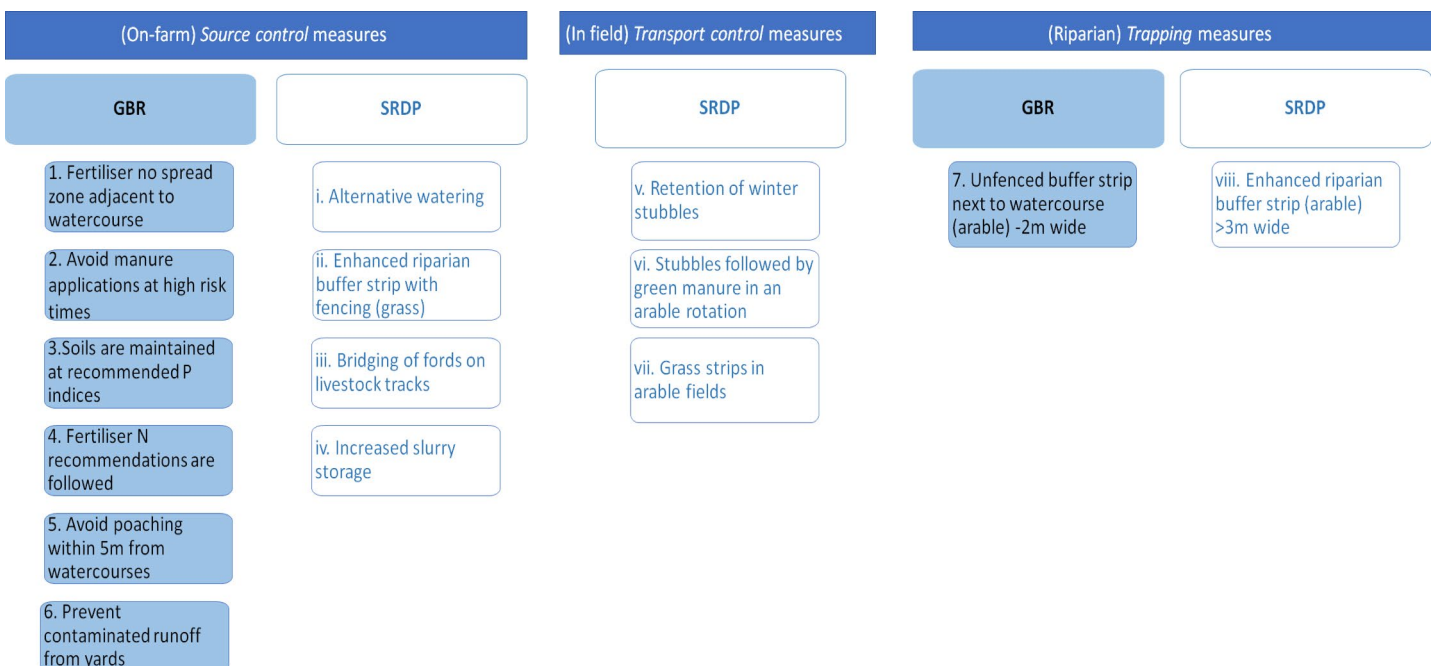 (On-farm) Source control measures
GBR
SRDP
1. Fertiliser no spread
zone adjacent to
watercourse
2. Avoid manure
applications at high risk
times
3.Soils are maintained
at recommended P
indices
4. Fertiliser N
recommendations are
followed
5. Avoid poaching
within 5m from
watercourses
6. Prevent
contaminated runoff
from yards
i. Alternative watering
ii. Enhanced riparian
buffer strip with
fencing (grass)
iii. Bridging of fords on
livestock tracks
iv. Increased slurry
storage
(In field) Transport control measures
SRDP
v. Retention of winter
stubbles
vi. Stubbles followed by
green manure in an
arable rotation
vii. Grass strips in
arable fields
(Riparian) Trapping measures
GBR
SRDP
7. Unfenced buffer strip
next to watercourse
(arable) -2m wide
viii. Enhanced riparian
buffer strip (arable)
>3m wide